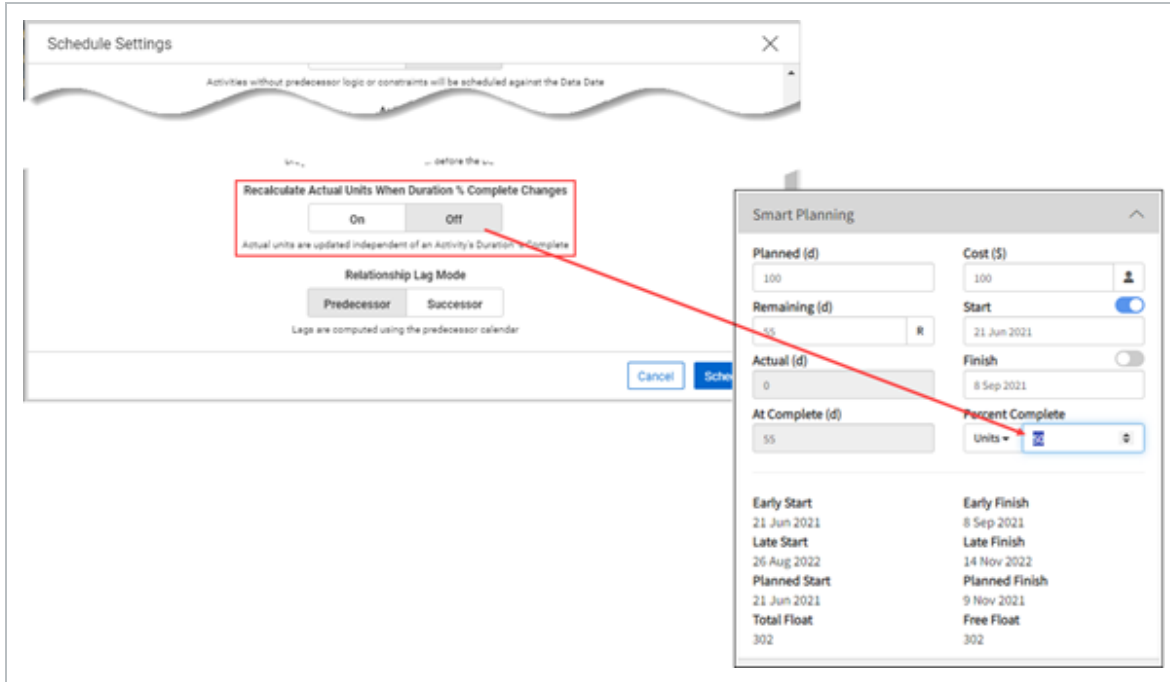 Schedule Settings
Activities without predecessor logic or constraints will be scheduled against the Data Date
before the
Recalculate Actual Units When Duration % Complete Changes
On Off
Actual units are updated independent of an Activity's Duration % Complete
Relationship Lag Mode
Predecessor Successor
Lags are computed using the predecessor calendar
Cancel
Smart Planning
Planned (d) Cost ($)
100 100
Remaining (d) Start
55 R 21 Jun 2021
Actual (d) Finish
0 8 Sep 2021
At Complete (d) Percent Complete
55 Units
Early Start Early Finish
21 Jun 2021 8 Sep 2021
Late Start Late Finish
26 Aug 2022 14 Nov 2022
Planned Start Planned Finish
21 Jun 2021 9 Nov 2021
Total Float Free Float
302 302